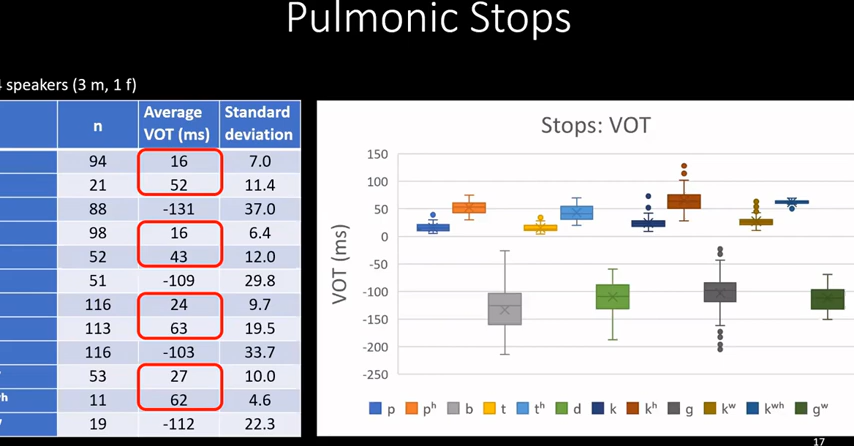 Pulmonic Stops
4 speakers (3 m, 1 f)
n Average VOT (ms) Standard deviation
94 16 7.0
21 52 11.4
88 -131 37.0
98 16 6.4
52 43 12.0
51 -109 29.8
116 24 9.7
113 63 19.5
116 -103 33.7
53 27 10.0
11 62 4.6
19 -112 22.3
Stops: VOT
VOT (ms)
150
100
50
0
-50
-100
-150
-200
-250
p pʰ b t tʰ d k kʰ g kʷ kʷʰ gʷ
17